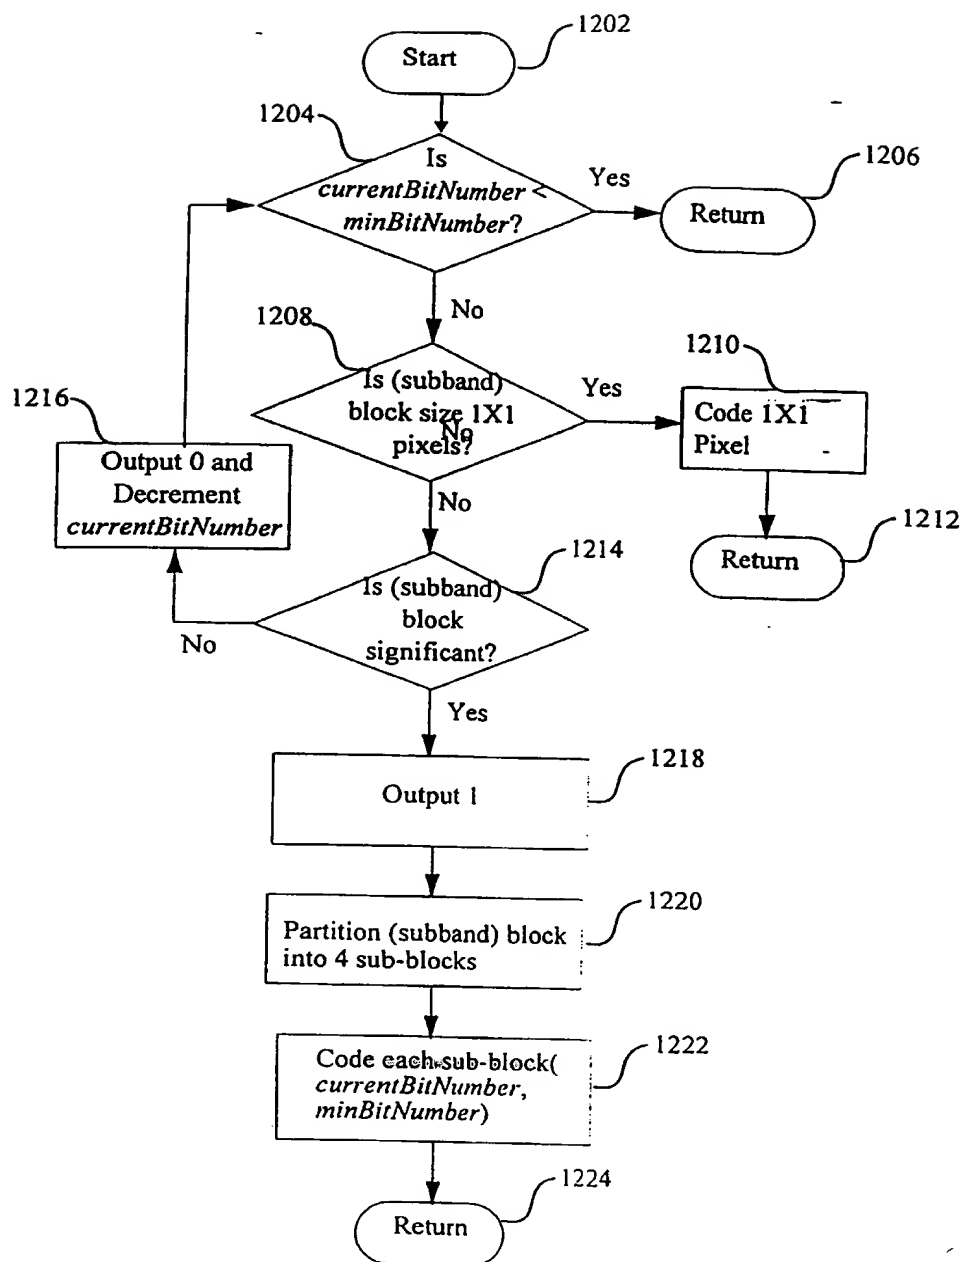 1202
Start
1204
Is
currentBitNumber <
minBitNumber?
Yes
1206
Return
No
1208
Is (subband)
block size 1X1
pixels?
No
Yes
1210
Code 1X1
Pixel
1216
Output 0 and
Decrement
currentBitNumber
No
1212
Return
1214
Is (subband)
block
significant?
No
Yes
1218
Output 1
1220
Partition (subband) block
into 4 sub-blocks
1222
Code each sub-block(
currentBitNumber,
minBitNumber)
1224
Return